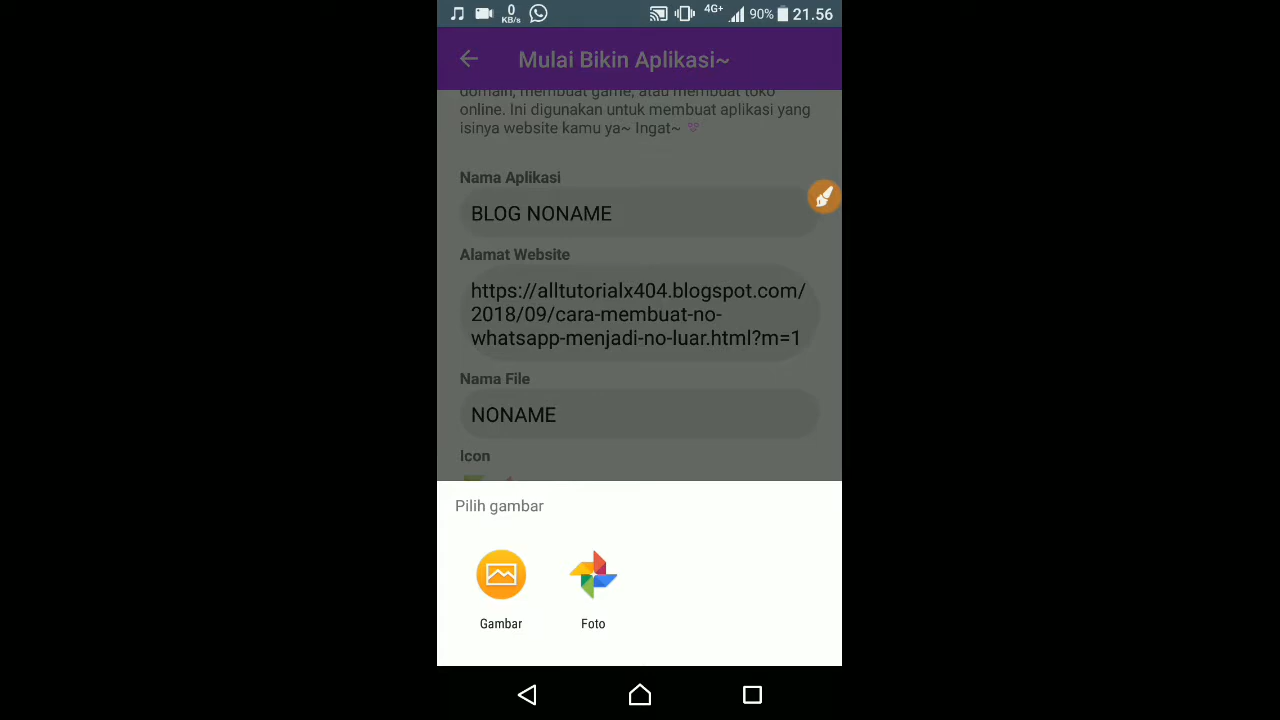 0 KB/s 4G+ 90% 21.56
Mulai Bikin Aplikasi~
domain, membuat game, atau membuat toko
online. Ini digunakan untuk membuat aplikasi yang
isinya website kamu ya~ Ingat~
Nama Aplikasi
BLOG NONAME
Alamat Website
https://alltutorialx404.blogspot.com/
2018/09/cara-membuat-no-
whatsapp-menjadi-no-luar.html?m=1
Nama File
NONAME
Icon
Pilih gambar
Gambar Foto